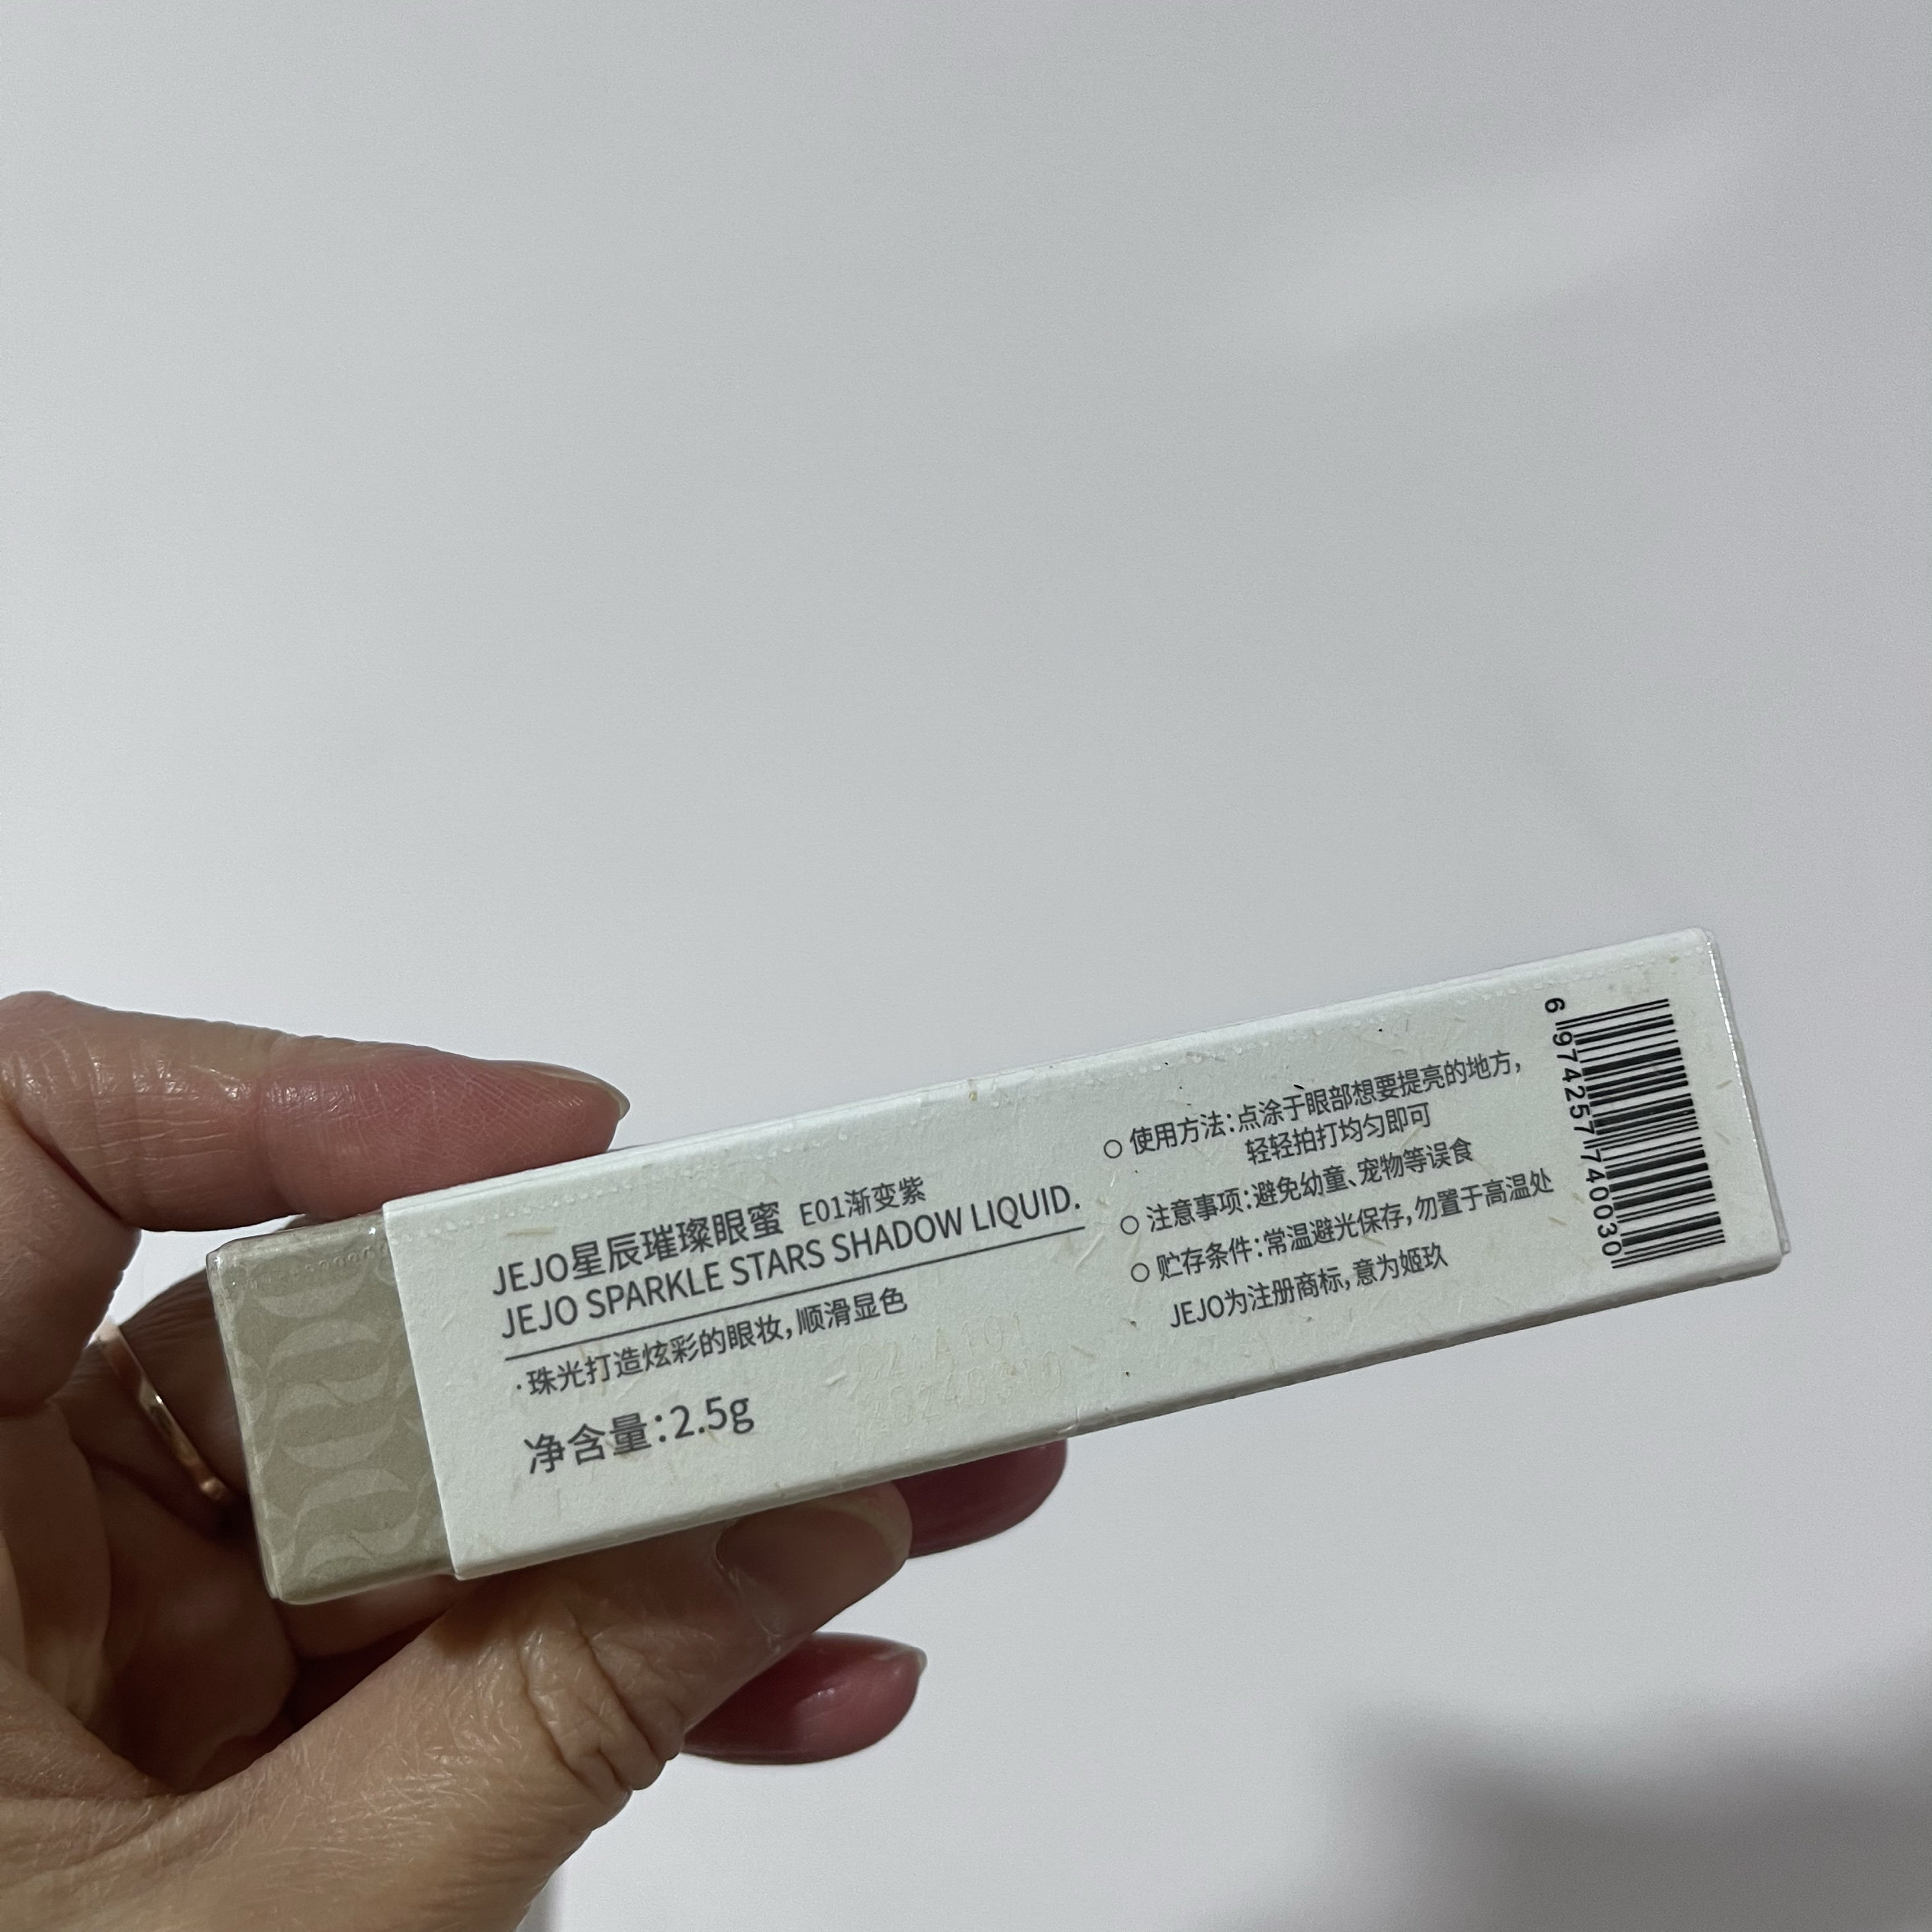 JEJO星辰璀璨眼蜜 E01渐变紫
JEJO SPARKLE STARS SHADOW LIQUID.
·珠光打造炫彩的眼妆，顺滑显色
净含量：2.5g
○ 使用方法：点涂于眼部想要提亮的地方，
轻轻拍打均匀即可
○ 注意事项：避免幼童、宠物等误食
○ 贮存条件：常温避光保存，勿置于高温处
JEJO为注册商标，意为姬玖
6 974257 740030